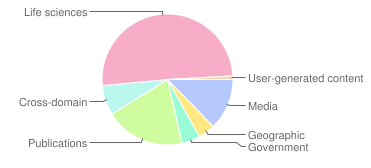 Life sciences
User-generated content
Cross-domain
Media
Publications
Geographic
Government